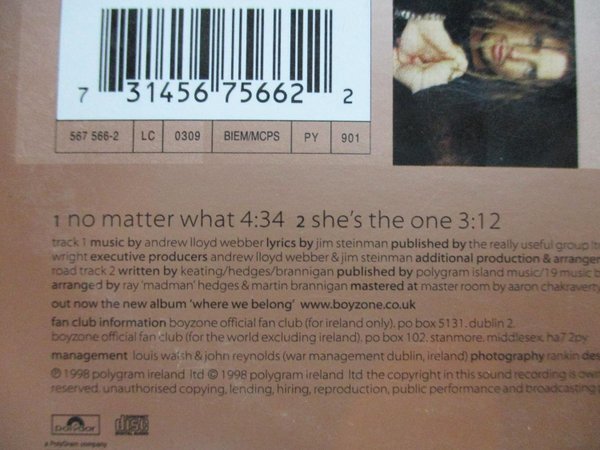 7 31456 75662 2
567 566-2 LC 0309 BIEM/MCPS PY 901
1 no matter what 4:34 2 she's the one 3:12
track 1 music by andrew lloyd webber lyrics by jim steinman published by the really useful group
wright executive producers andrew lloyd webber & jim steinman additional production &
road track 2 written by keating/hedges/brannigan published by polygram island music/19 music
arranged by ray 'madman' hedges & martin brannigan mastered at master room by aaron chakraverty
out now the new album 'where we belong' www.boyzone.co.uk
fan club information boyzone official fan club (for ireland only). po box 5131. dublin 2.
boyzone official fan club (for the world excluding ireland). po box 102. stanmore. middlesex. ha7 2py
management louis walsh & john reynolds (war management dublin, ireland) photography rankin
℗ 1998 polygram ireland ltd © 1998 polygram ireland ltd the copyright in this sound recording is
reserved. unauthorised copying, lending, hiring, reproduction, public performance and broadcasting
polydor COMPACT disc DIGITAL AUDIO
a PolyGram company